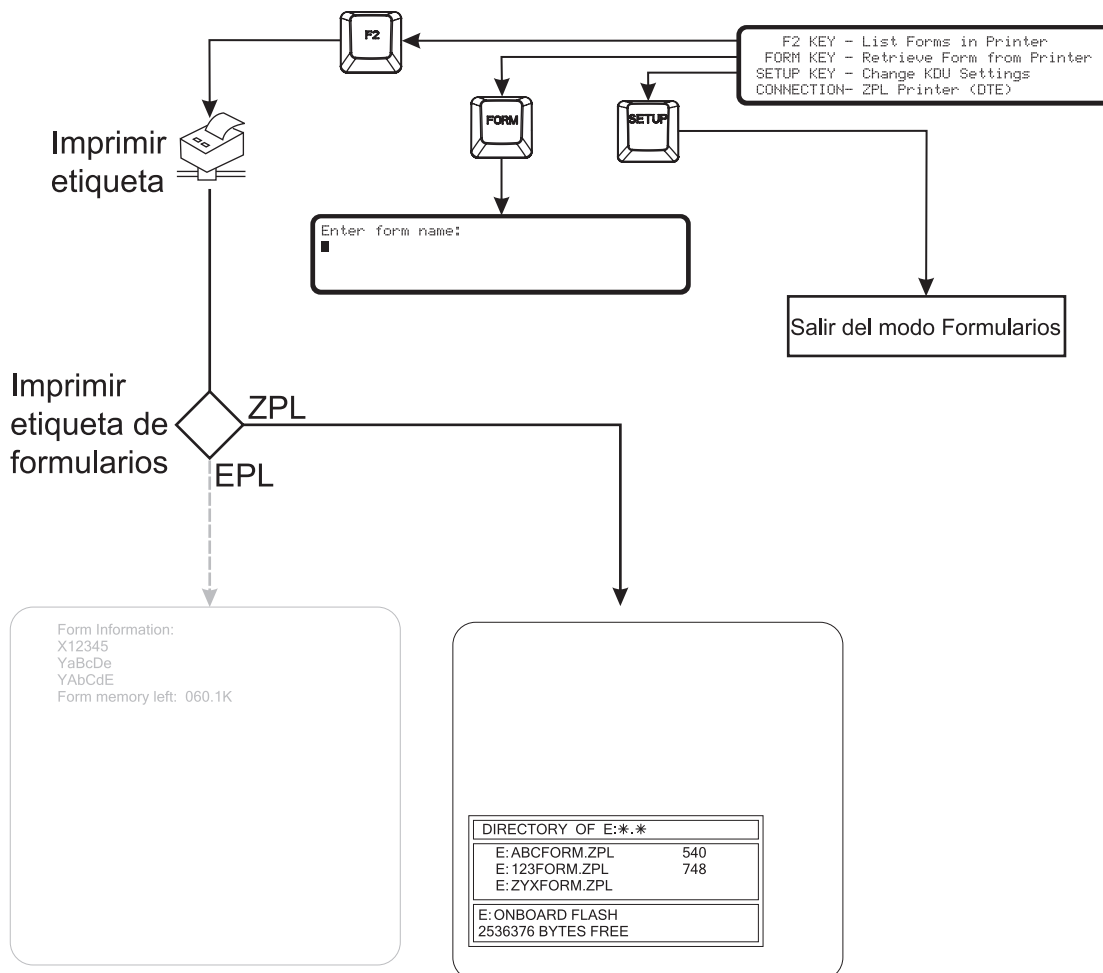 F2 KEY - List Forms in Printer
FORM KEY - Retrieve Form from Printer
SETUP KEY - Change KDU Settings
CONNECTION- ZPL Printer (DTE)
F2
FORM
SETUP
Imprimir
etiqueta
Enter form name:
Salir del modo Formularios
Imprimir
etiqueta de
formularios
ZPL
EPL
Form Information:
X12345
YaBcDe
YAbCdE
Form memory left: 060.1K
DIRECTORY OF E:*.*
E:ABCFORM.ZPL 540
E:123FORM.ZPL 748
E:ZYXFORM.ZPL
E:ONBOARD FLASH
2536376 BYTES FREE